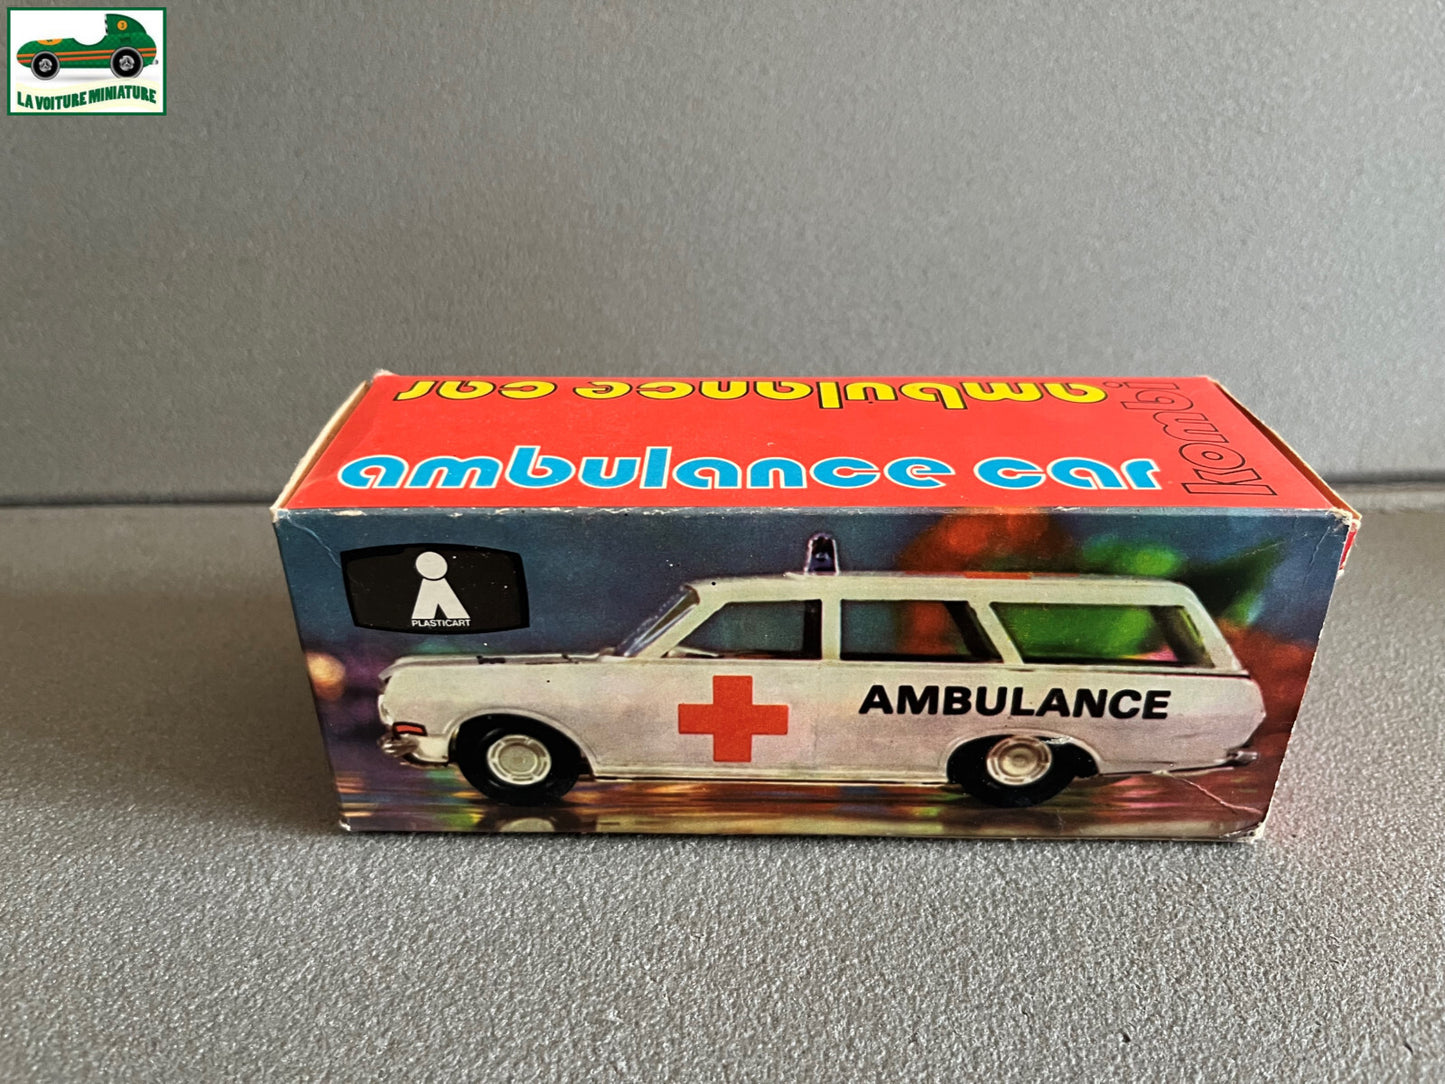 LA VOITURE MINIATURE
ambulance car
ambulance car
kombi
PLASTICART
AMBULANCE